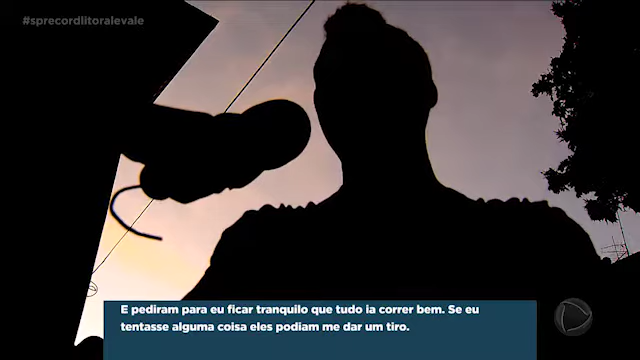 #sprecordlitoralevale
E pediram para eu ficar tranquilo que tudo ia correr bem. Se eu
tentasse alguma coisa eles podiam me dar um tiro.